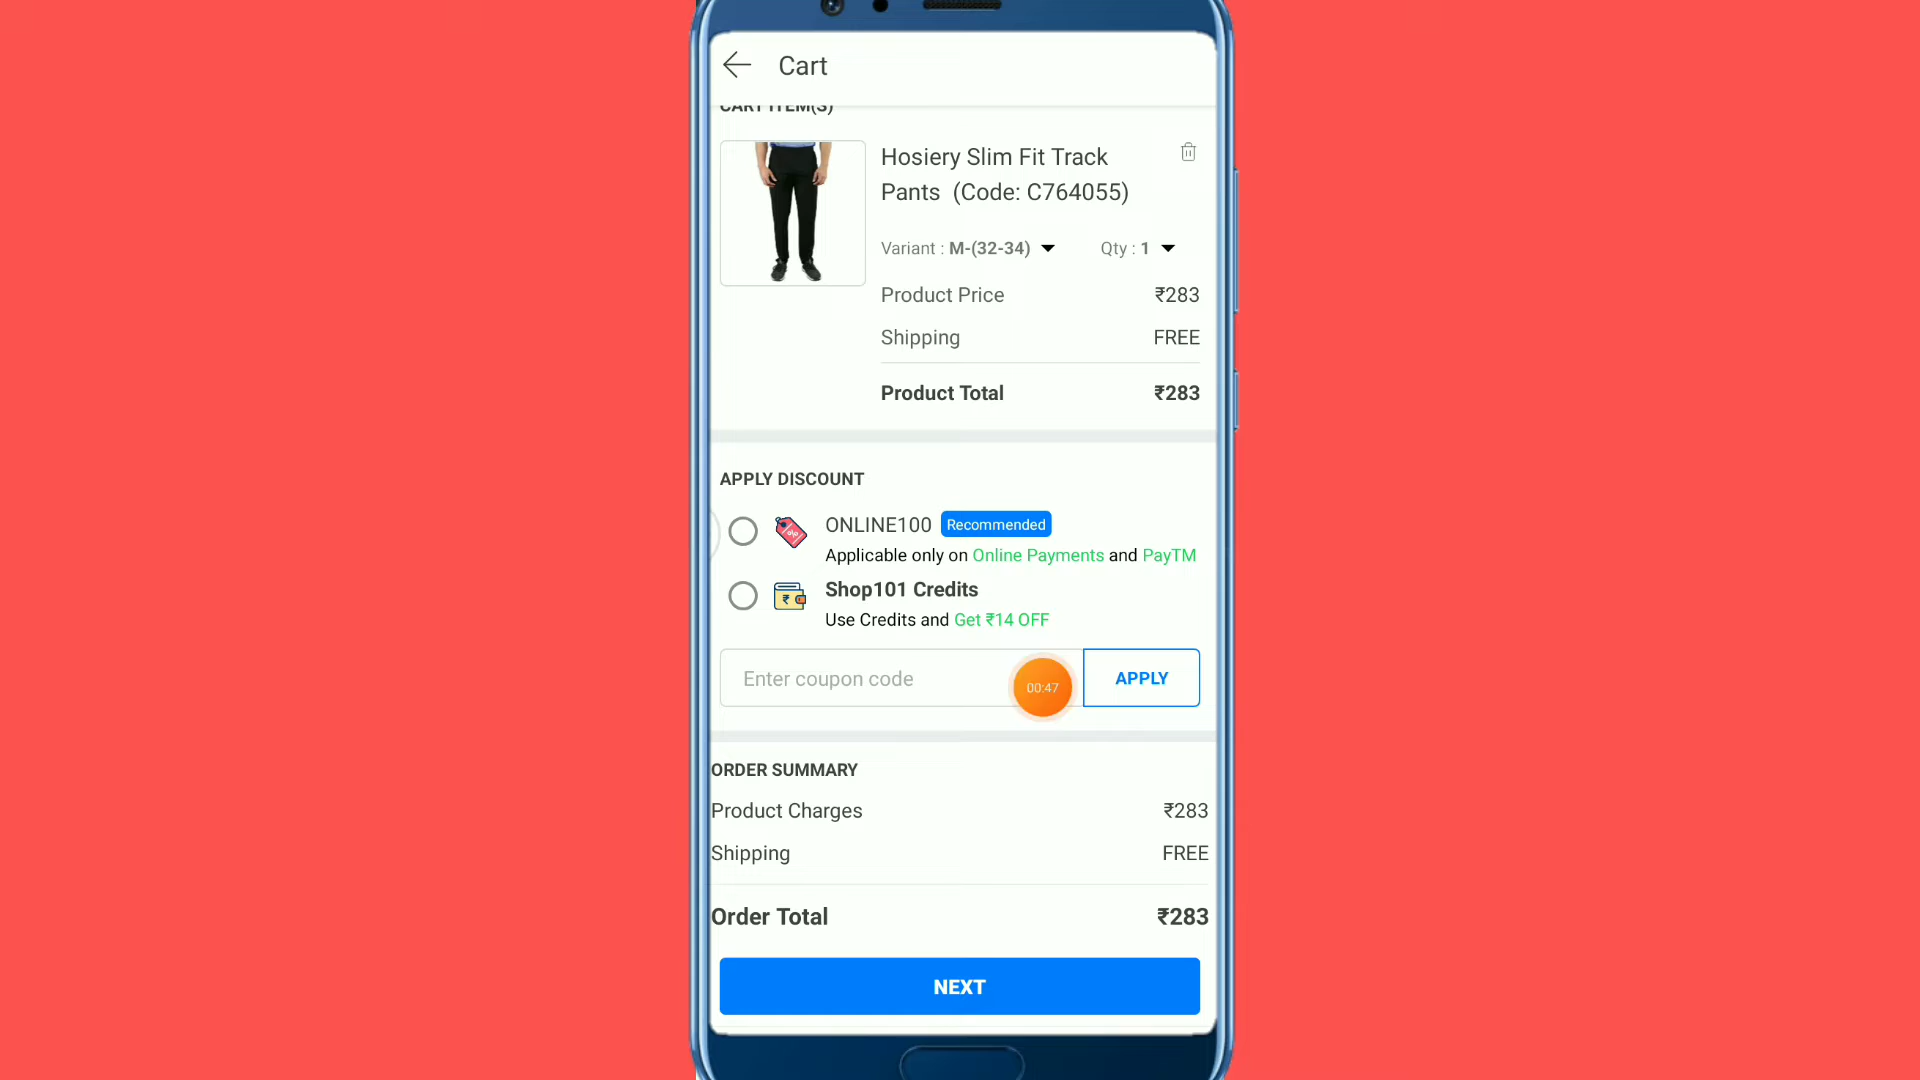 Cart
CART ITEM(S)
Hosiery Slim Fit Track
Pants (Code: C764055)
Variant : M-(32-34) Qty : 1
Product Price ₹283
Shipping FREE
Product Total ₹283
APPLY DISCOUNT
ONLINE100 Recommended
Applicable only on Online Payments and PayTM
Shop101 Credits
Use Credits and Get ₹14 OFF
Enter coupon code 00:47 APPLY
ORDER SUMMARY
Product Charges ₹283
Shipping FREE
Order Total ₹283
NEXT